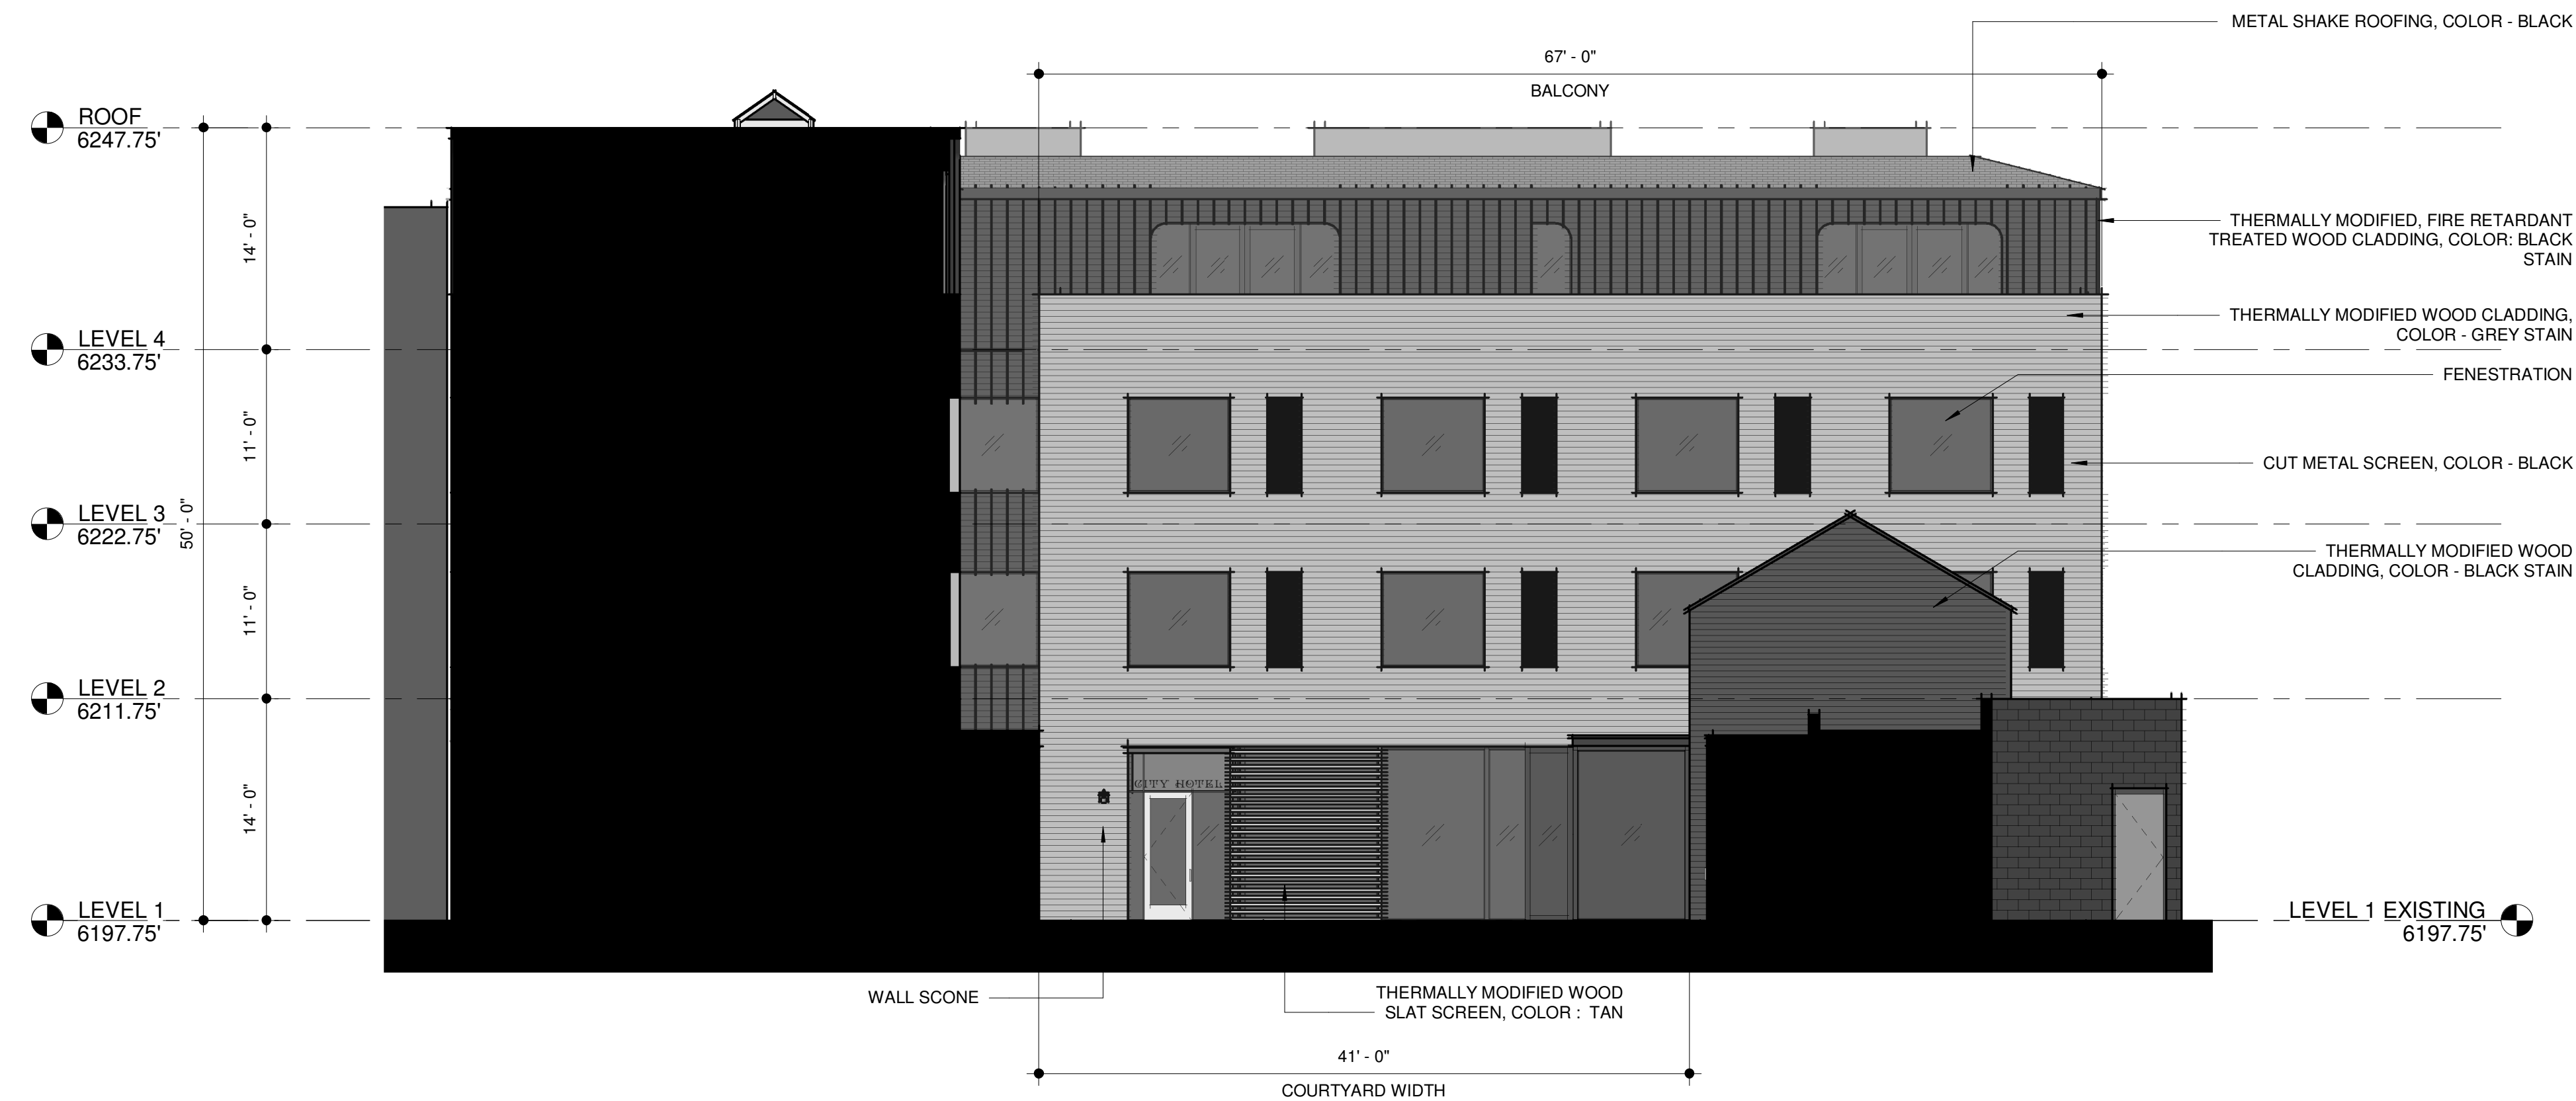 METAL SHAKE ROOFING, COLOR - BLACK
67' - 0"
BALCONY
ROOF
6247.75'
14' - 0"
THERMALLY MODIFIED, FIRE RETARDANT
TREATED WOOD CLADDING, COLOR: BLACK
STAIN
THERMALLY MODIFIED WOOD CLADDING,
COLOR - GREY STAIN
LEVEL 4
6233.75'
FENESTRATION
11' - 0"
CUT METAL SCREEN, COLOR - BLACK
LEVEL 3
6222.75'
50' - 0"
THERMALLY MODIFIED WOOD
CLADDING, COLOR - BLACK STAIN
11' - 0"
LEVEL 2
6211.75'
14' - 0"
CITY HOTEL
LEVEL 1
6197.75'
LEVEL 1 EXISTING
6197.75'
WALL SCONE
THERMALLY MODIFIED WOOD
SLAT SCREEN, COLOR : TAN
41' - 0"
COURTYARD WIDTH